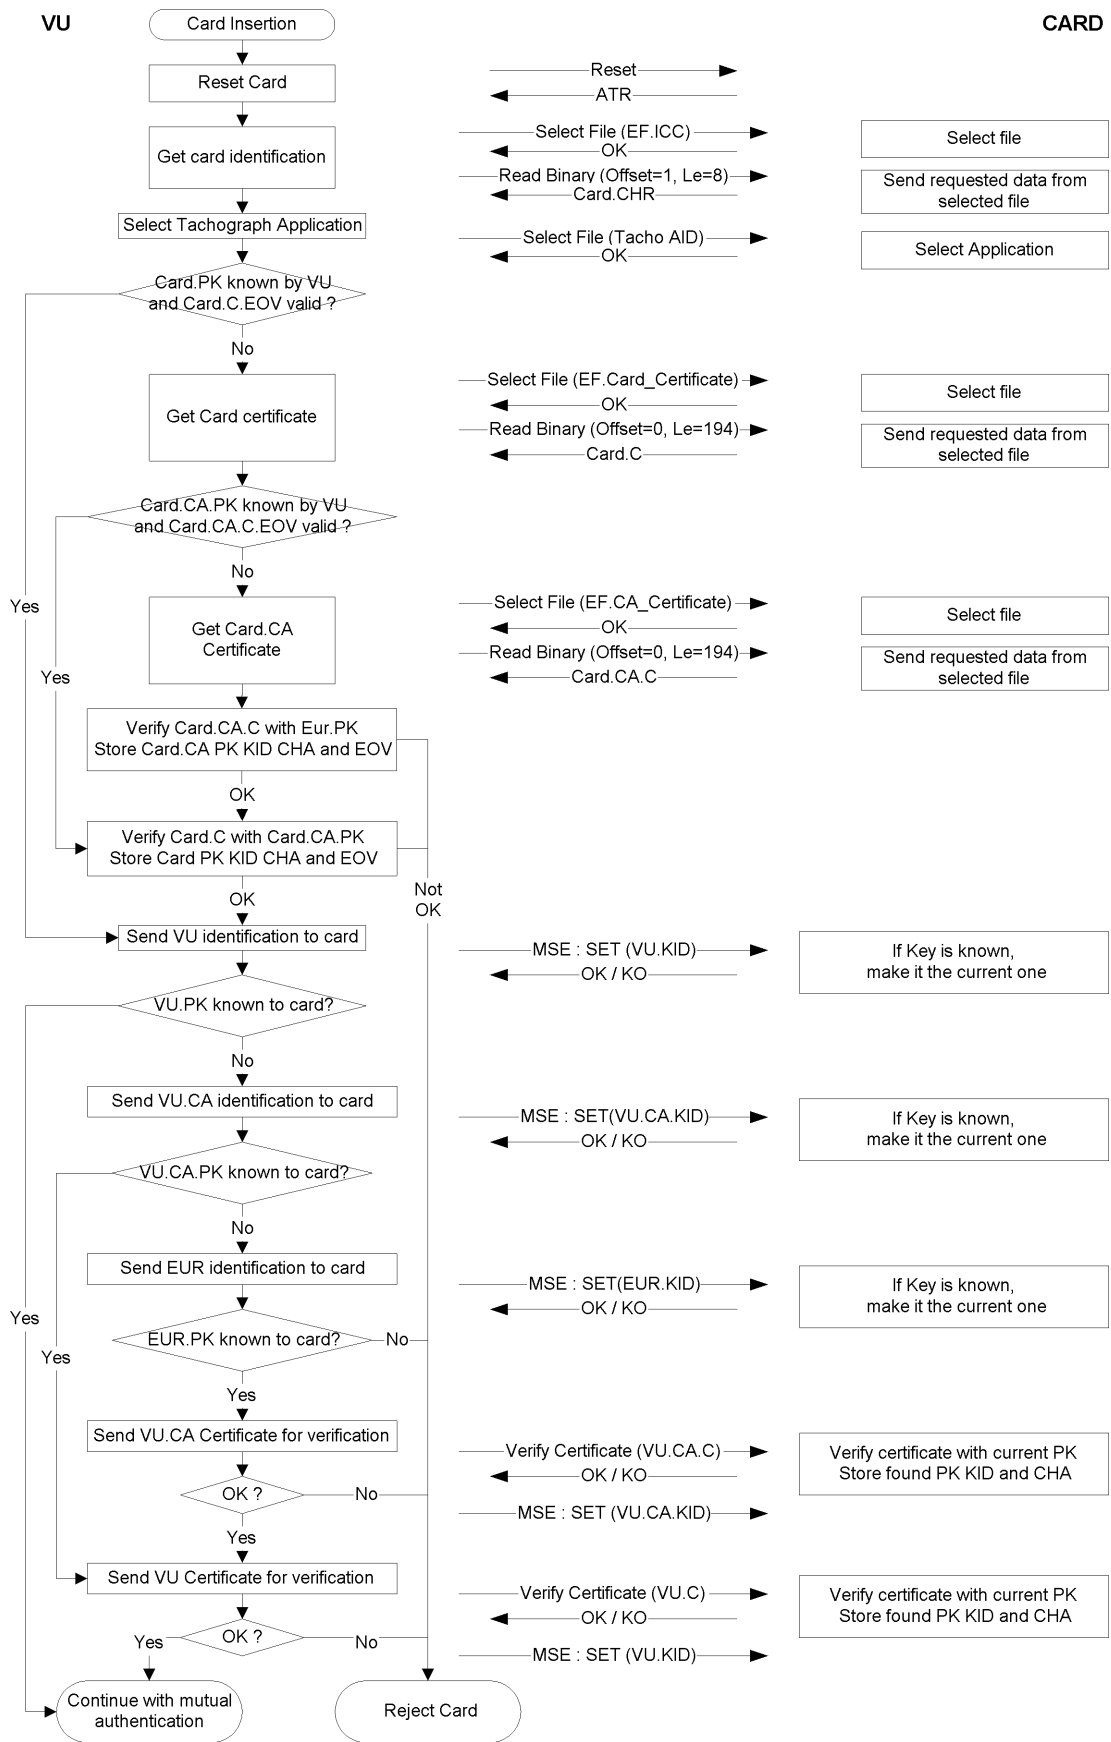 VU
Card Insertion
CARD
Reset Card
Reset
ATR
Get card identification
Select File (EF.ICC)
OK
Select file
Read Binary (Offset=1, Le=8)
Card.CHR
Send requested data from
selected file
Select Tachograph Application
Select File (Tacho AID)
OK
Select Application
Card.PK known by VU
and Card.C.EOV valid ?
No
Get Card certificate
Select File (EF.Card_Certificate)
OK
Select file
Read Binary (Offset=0, Le=194)
Card.C
Send requested data from
selected file
Card.CA.PK known by VU
and Card.CA.C.EOV valid ?
No
Yes
Get Card.CA
Certificate
Select File (EF.CA_Certificate)
OK
Select file
Read Binary (Offset=0, Le=194)
Card.CA.C
Send requested data from
selected file
Yes
Verify Card.CA.C with Eur.PK
Store Card.CA PK KID CHA and EOV
OK
Verify Card.C with Card.CA.PK
Store Card PK KID CHA and EOV
Not
OK
OK
Send VU identification to card
MSE : SET (VU.KID)
OK / KO
If Key is known,
make it the current one
VU.PK known to card?
No
Send VU.CA identification to card
MSE : SET(VU.CA.KID)
OK / KO
If Key is known,
make it the current one
VU.CA.PK known to card?
No
Send EUR identification to card
MSE : SET(EUR.KID)
OK / KO
If Key is known,
make it the current one
Yes
EUR.PK known to card?
No
Yes
Yes
Send VU.CA Certificate for verification
Verify Certificate (VU.CA.C)
OK / KO
Verify certificate with current PK
Store found PK KID and CHA
OK ?
No
MSE : SET (VU.CA.KID)
Yes
Send VU Certificate for verification
Verify Certificate (VU.C)
OK / KO
Verify certificate with current PK
Store found PK KID and CHA
OK ?
Yes
No
MSE : SET (VU.KID)
Continue with mutual
authentication
Reject Card